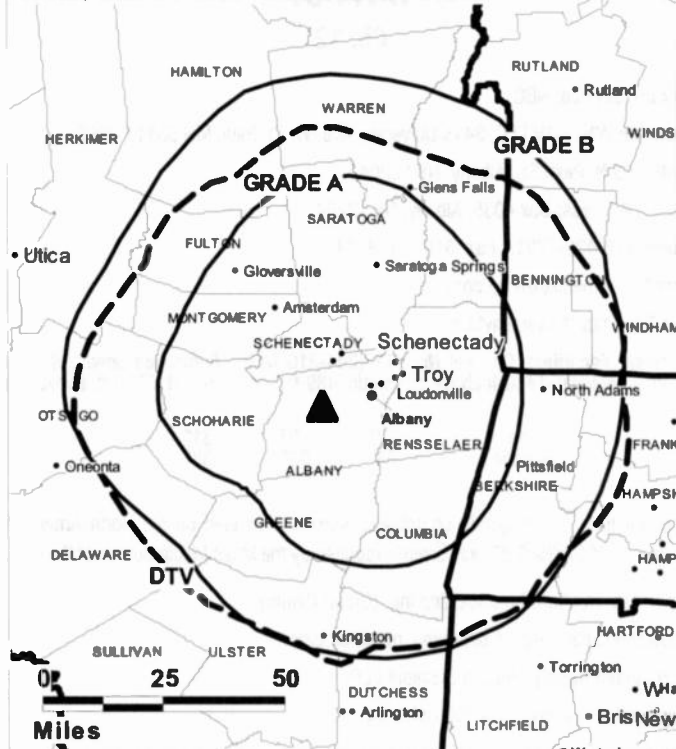 RUTLAND
HAMILTON
Rutland
WARREN
HERKIMER
GRADE B
WINDS
GRADE A
Glens Falls
SARATOGA
FULTON
Utica
Gloversville
Saratoga Springs
BENNINGTON
Amsterdam
MONTGOMERY
WINDHAM
SCHENECTADY
Schenectady
Troy
North Adams
Loudonville
OTSEGO
SCHOHARIE
Albany
RENSSELAER
FRANK
Oneonta
ALBANY
Pittsfield
BERKSHIRE
HAMPSH
GREENE
COLUMBIA
DELAWARE
HAMP
DTV
HARTFORD
Kingston
SULLIVAN
ULSTER
Torrington
0 25 50
DUTCHESS
Arlington
Miles
LITCHFIELD
Bris New